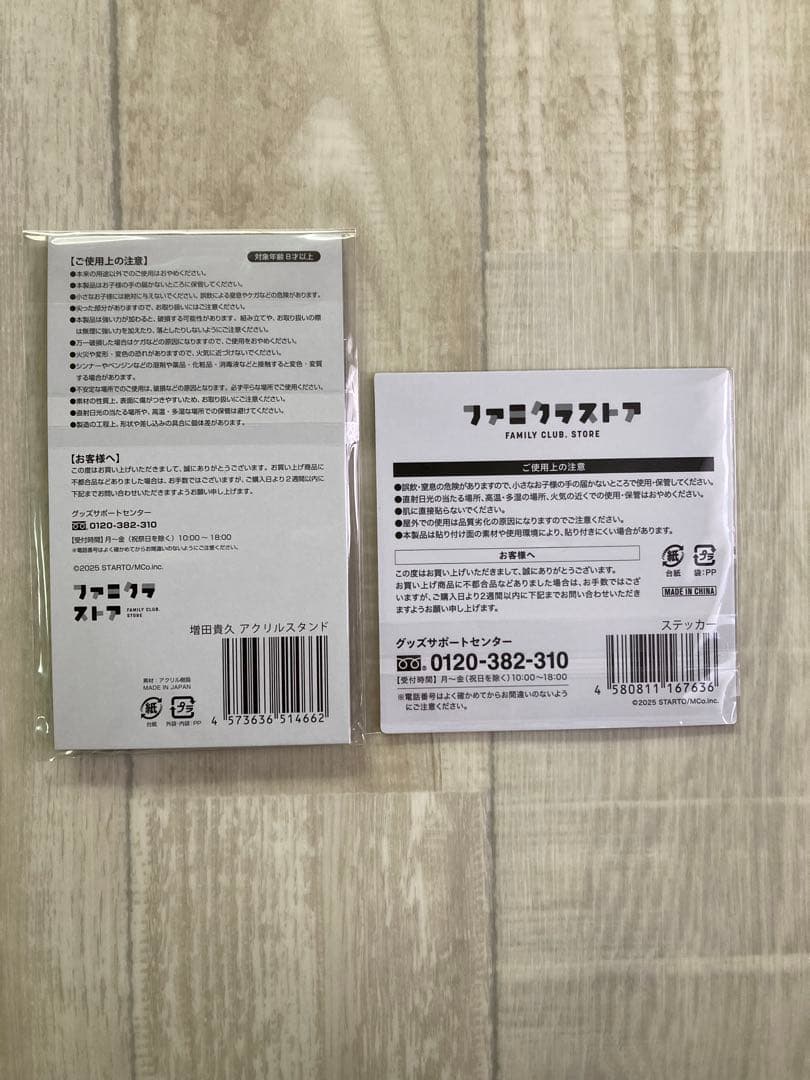 【ご使用上の注意】
対象年齢 8才以上
●本来の用途以外でのご使用はおやめください。
●本製品はお子様の手の届かないところに保管してください。
●小さなお子様には絶対に与えないでください。誤飲による窒息やケガなどの危険があります。
●尖った部分がありますので、お取り扱いにはご注意ください。
●本製品は強い力が加わると、破損する可能性があります。組み立てや、お取り扱いの際
は無理に強い力を加えたり、落としたりしないようにご注意ください。
●万一破損した場合はケガなどの原因になりますので、ご使用をおやめください。
●火災や変形・変色の恐れがありますので、火気に近づけないでください。
●シンナーやベンジンなどの溶剤や薬品・化粧品・消毒液などと接触すると変色・変質
する場合があります。
●不安定な場所でのご使用は、破損などの原因となります。必ず平らな場所でご使用ください。
●素材の性質上、表面に傷がつきやすいため、お取り扱いにご注意ください。
●直射日光の当たる場所や、高温・多湿な場所での保管は避けてください。
●製造の工程上、形状や差し込みの具合に個体差があります。
【お客様へ】
この度はお買い上げいただきまして、誠にありがとうございます。お買い上げ商品に
不都合品などありました場合は、お手数ではございますが、ご購入日より2週間以内に
下記までお問い合わせいただきますようお願い申し上げます。
グッズサポートセンター
0120-382-310
【受付時間】月～金（祝祭日を除く）10:00～18:00
※電話番号はよく確かめてからお間違いのないようにご注意ください。
©2025 STARTO/MCo.inc.
ファミクラ
ストア FAMILY CLUB. STORE
増田貴久 アクリルスタンド
素材：アクリル樹脂
MADE IN JAPAN
紙 プラ
台紙 外袋・内袋：PP
4 573636 514662
ファミクラストア
FAMILY CLUB. STORE
ご使用上の注意
●誤飲・窒息の危険がありますので、小さなお子様の手の届かないところで使用・保管してください。
●直射日光の当たる場所、高温・多湿の場所、火気の近くでの使用・保管はおやめください。
●肌に直接貼らないでください。
●屋外での使用は品質劣化の原因になりますのでご注意ください。
●本製品は貼り付け面の素材や使用環境により、貼り付きにくい場合があります。
お客様へ
この度はお買い上げいただきまして、誠にありがとうございます。
お買い上げ商品に不都合品などありました場合は、お手数ではござ
いますが、ご購入日より2週間以内に下記までお問い合わせいただき
ますようお願い申し上げます。
紙 プラ
台紙 袋：PP
MADE IN CHINA
グッズサポートセンター
0120-382-310
【受付時間】月～金（祝日を除く）10:00～18:00
※電話番号はよく確かめてからお間違いのないよう
にご注意ください。
ステッカー
4 580811 167636
©2025 STARTO/MCo.inc.